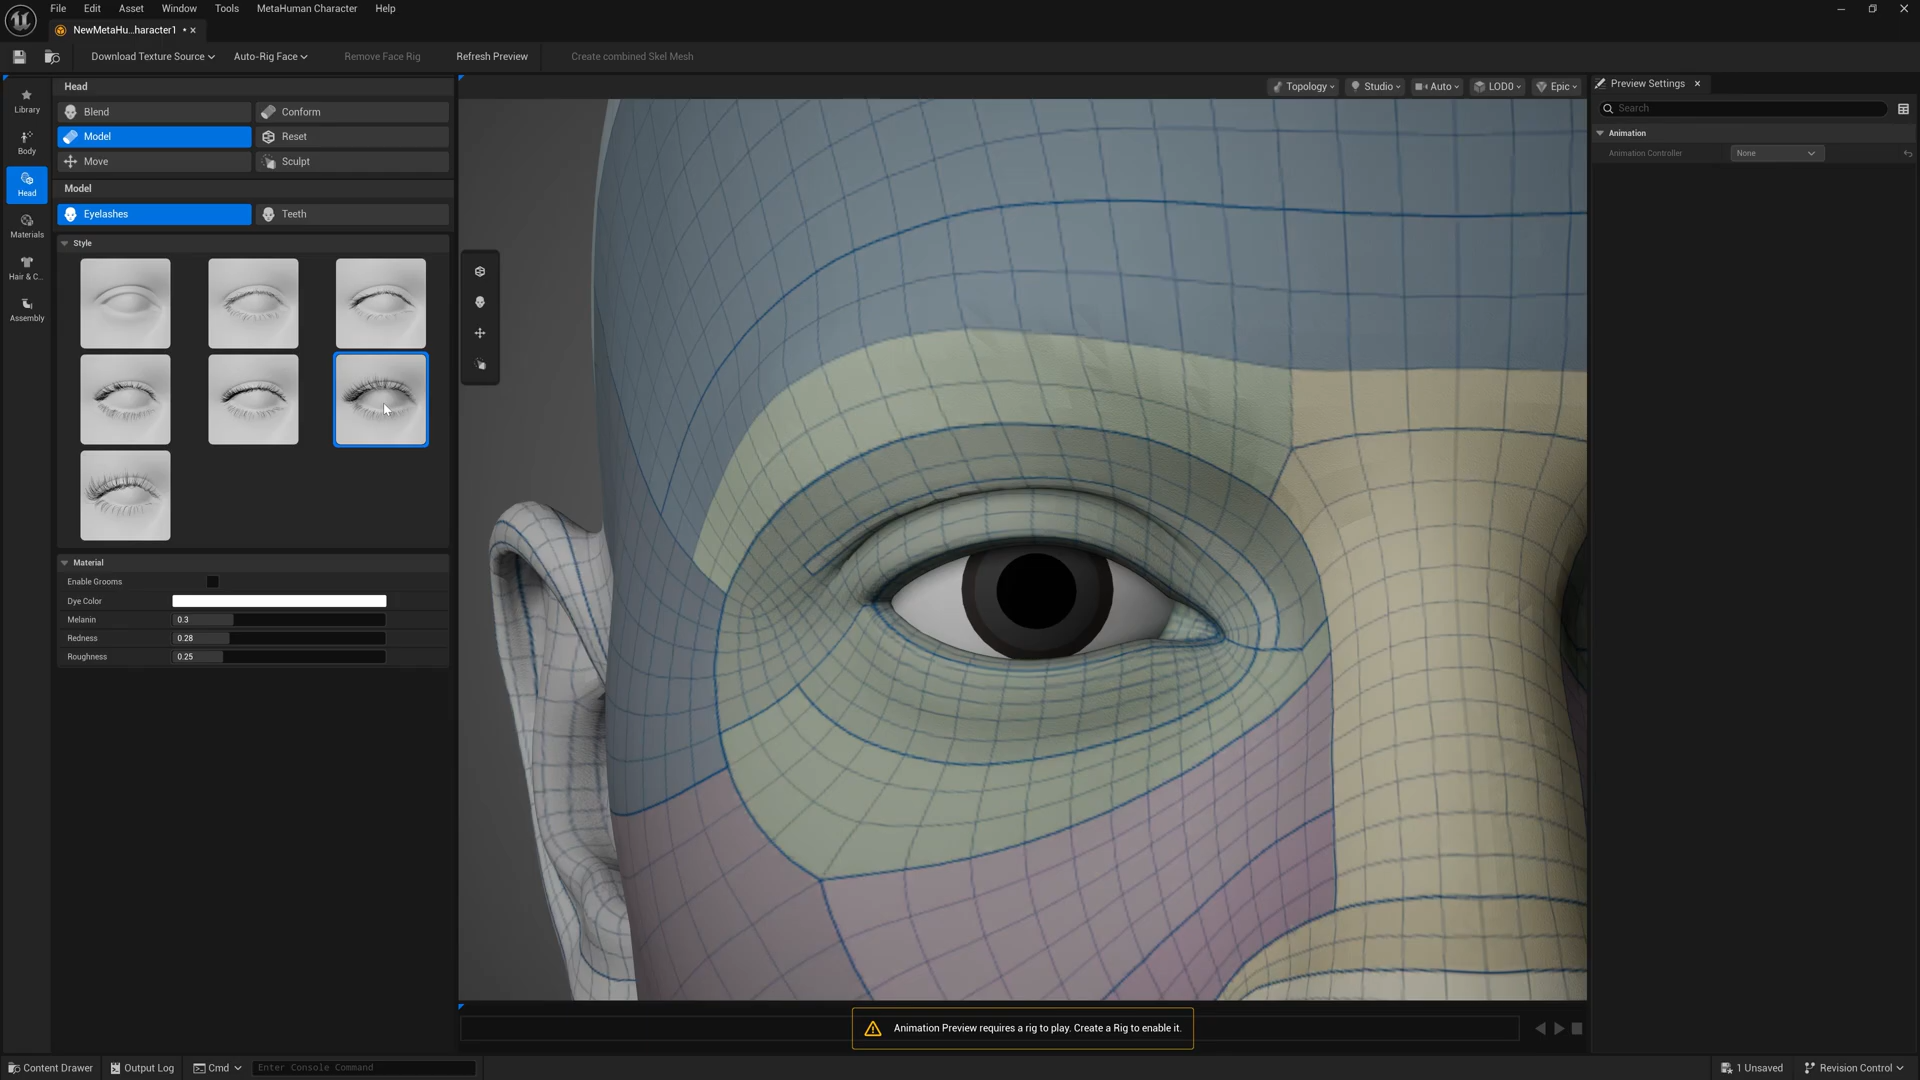 File Edit Asset Window Tools MetaHuman Character Help
NewMetaHu...haracter1 •
Download Texture Source Auto-Rig Face Remove Face Rig Refresh Preview Create combined Skel Mesh
Library
Body
Head
Materials
Hair & C...
Assembly
Head
Blend Conform
Model Reset
Move Sculpt
Model
Eyelashes Teeth
Style
Material
Enable Grooms
Dye Color
Melanin 0.3
Redness 0.28
Roughness 0.25
Topology Studio Auto LOD0 Epic
Animation Preview requires a rig to play. Create a Rig to enable it.
Preview Settings
Search
Animation
Animation Controller None
Content Drawer Output Log Cmd Enter Console Command 1 Unsaved Revision Control